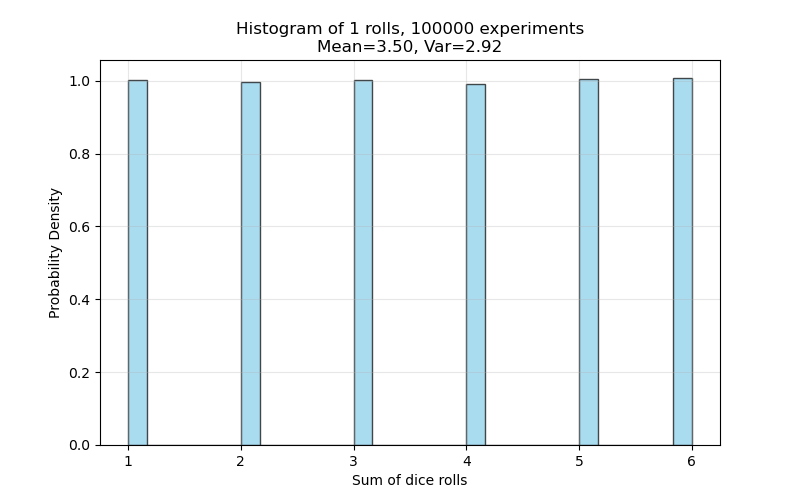 Histogram of 1 rolls, 100000 experiments
Mean=3.50, Var=2.92
Probability Density
1.0
0.8
0.6
0.4
0.2
0.0
1 2 3 4 5 6
Sum of dice rolls